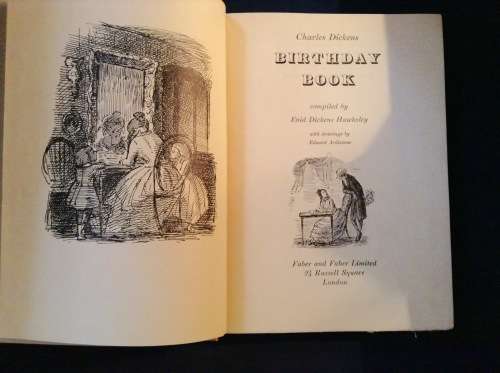 Charles Dickens
BIRTHDAY
BOOK
compiled by
Enid Dickens Hawksley
with drawings by
Edward Ardizzone
Faber and Faber Limited
24 Russell Square
London